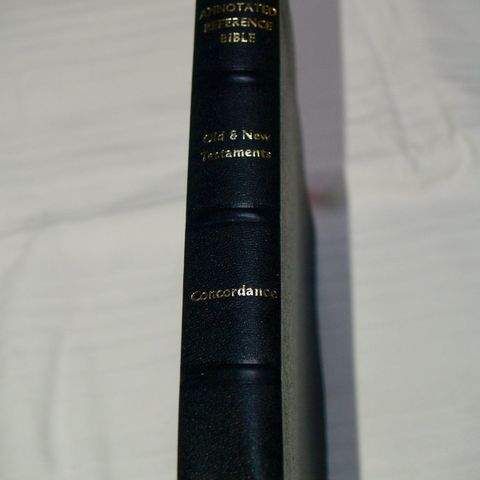 ANNOTATED
REFERENCE
BIBLE
Old & New
Testaments
Concordance